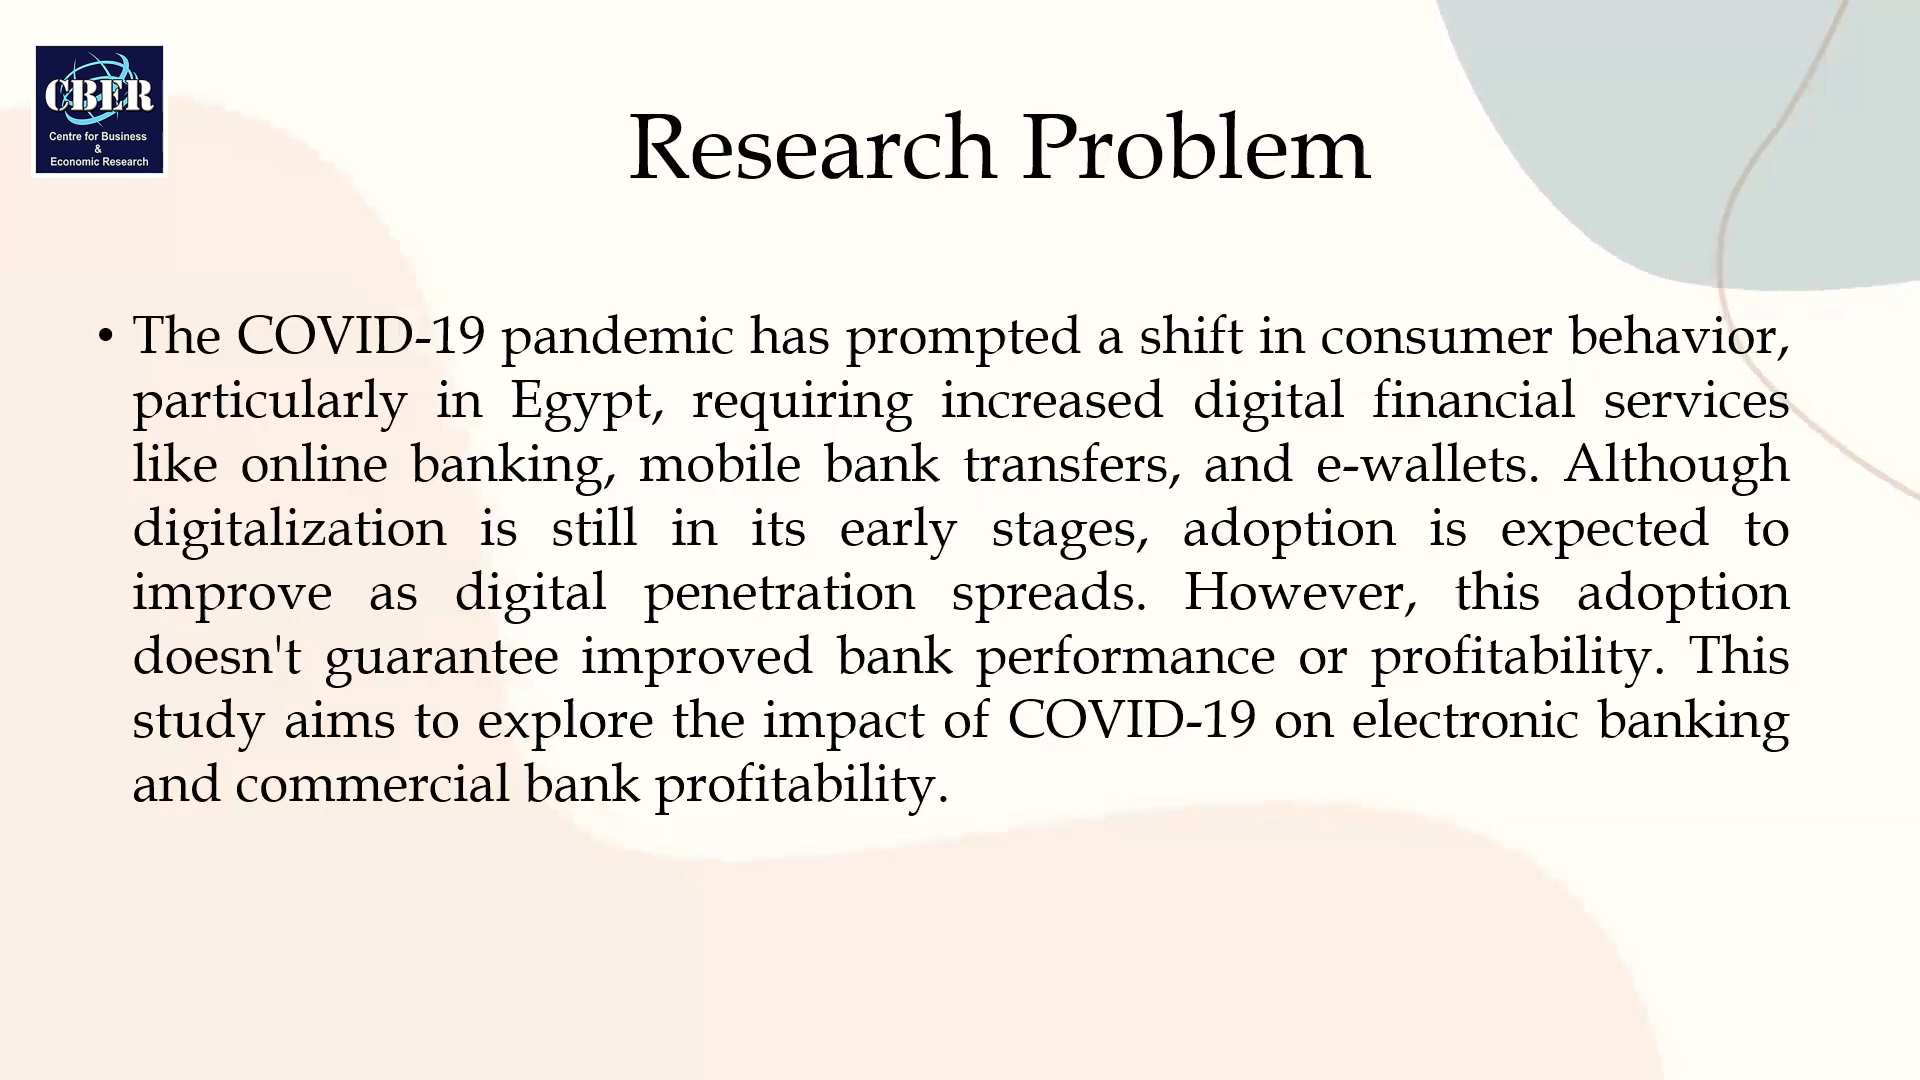 CBER
Centre for Business
&
Economic Research
Research Problem
• The COVID-19 pandemic has prompted a shift in consumer behavior,
particularly in Egypt, requiring increased digital financial services
like online banking, mobile bank transfers, and e-wallets. Although
digitalization is still in its early stages, adoption is expected to
improve as digital penetration spreads. However, this adoption
doesn't guarantee improved bank performance or profitability. This
study aims to explore the impact of COVID-19 on electronic banking
and commercial bank profitability.